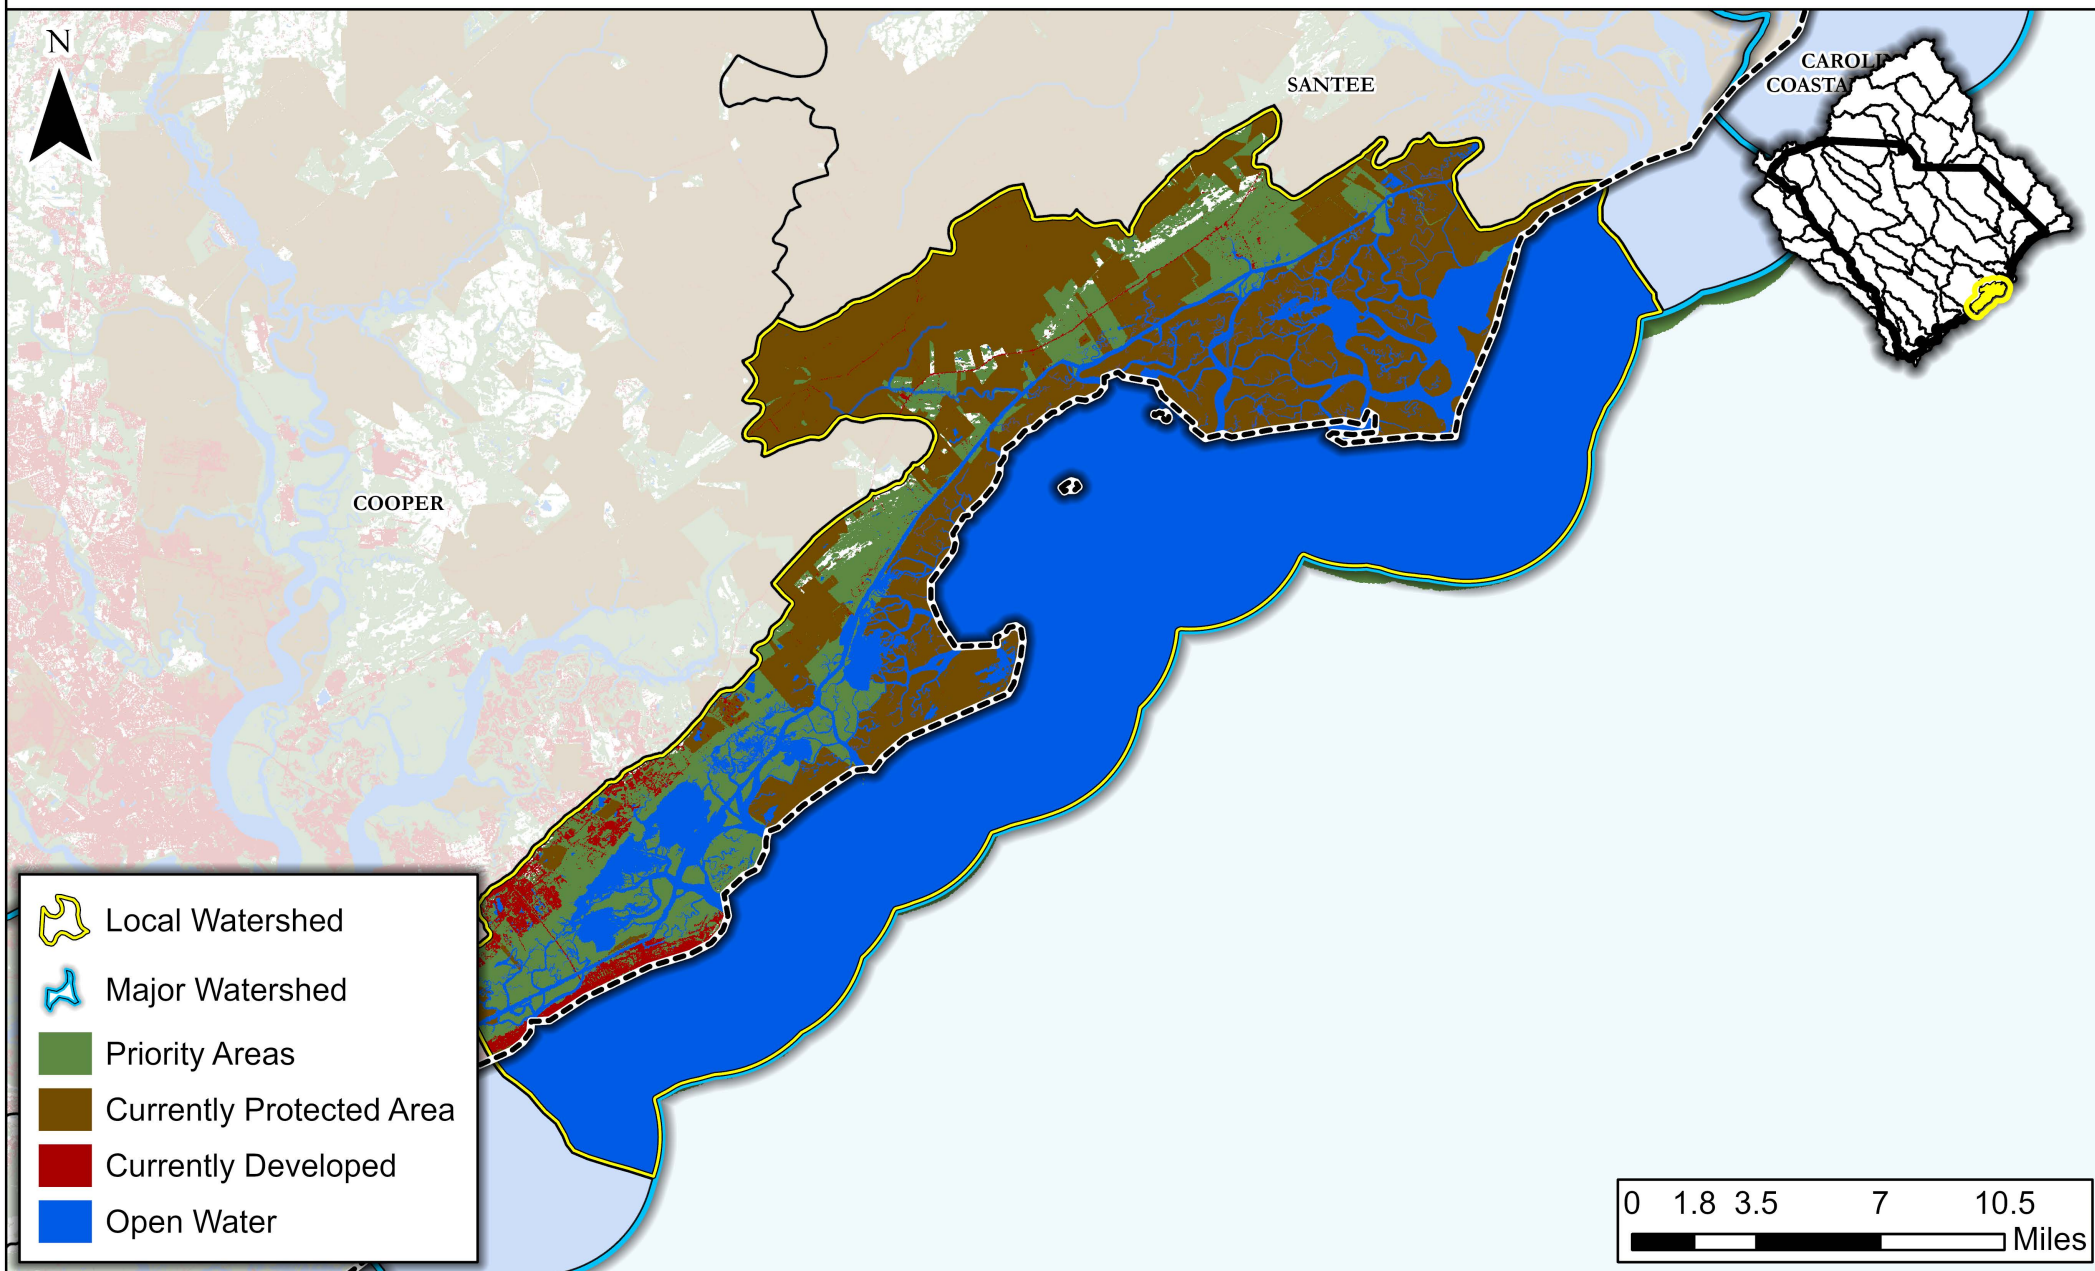 N
SANTEE
CAROLI
COASTA
COOPER
Local Watershed
Major Watershed
Priority Areas
Currently Protected Area
Currently Developed
Open Water
0 1.8 3.5 7 10.5
Miles